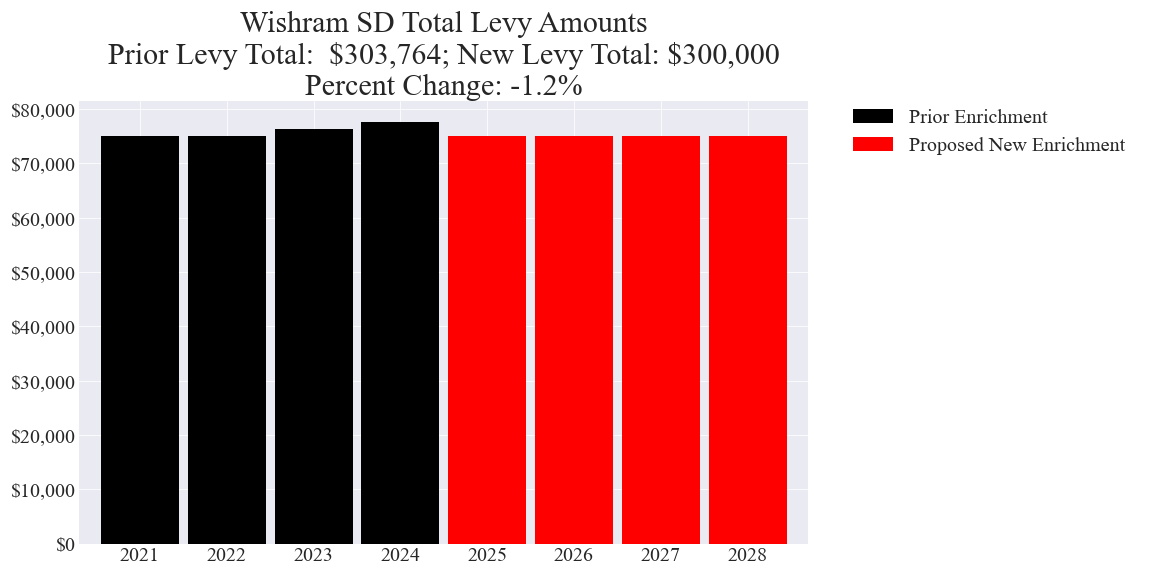 Wishram SD Total Levy Amounts
Prior Levy Total:  $303,764; New Levy Total: $300,000
Percent Change: -1.2%
$80,000
$70,000
$60,000
$50,000
$40,000
$30,000
$20,000
$10,000
$0
2021 2022 2023 2024 2025 2026 2027 2028
Prior Enrichment
Proposed New Enrichment